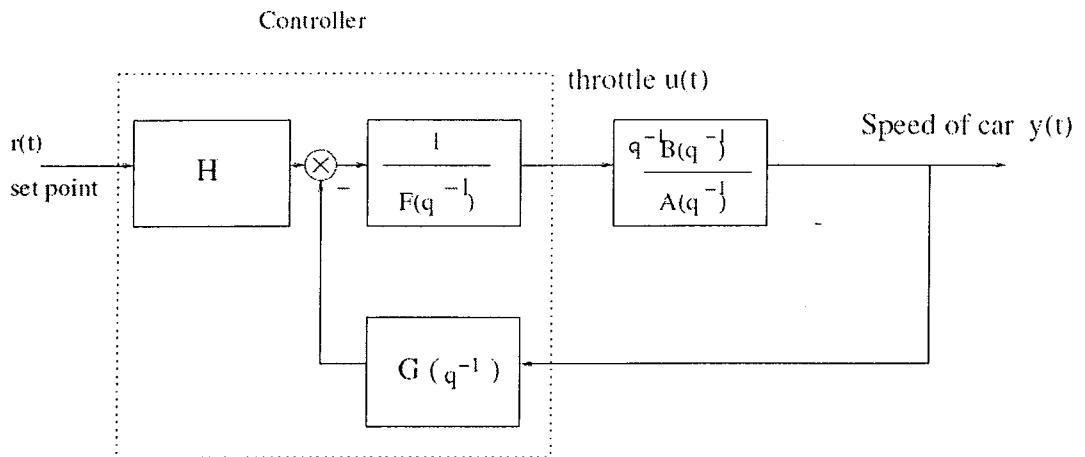 Controller
throttle u(t)
r(t)
set point
H
−
1
F(q⁻¹)
q⁻¹B(q⁻¹)
A(q⁻¹)
Speed of car y(t)
G (q⁻¹)